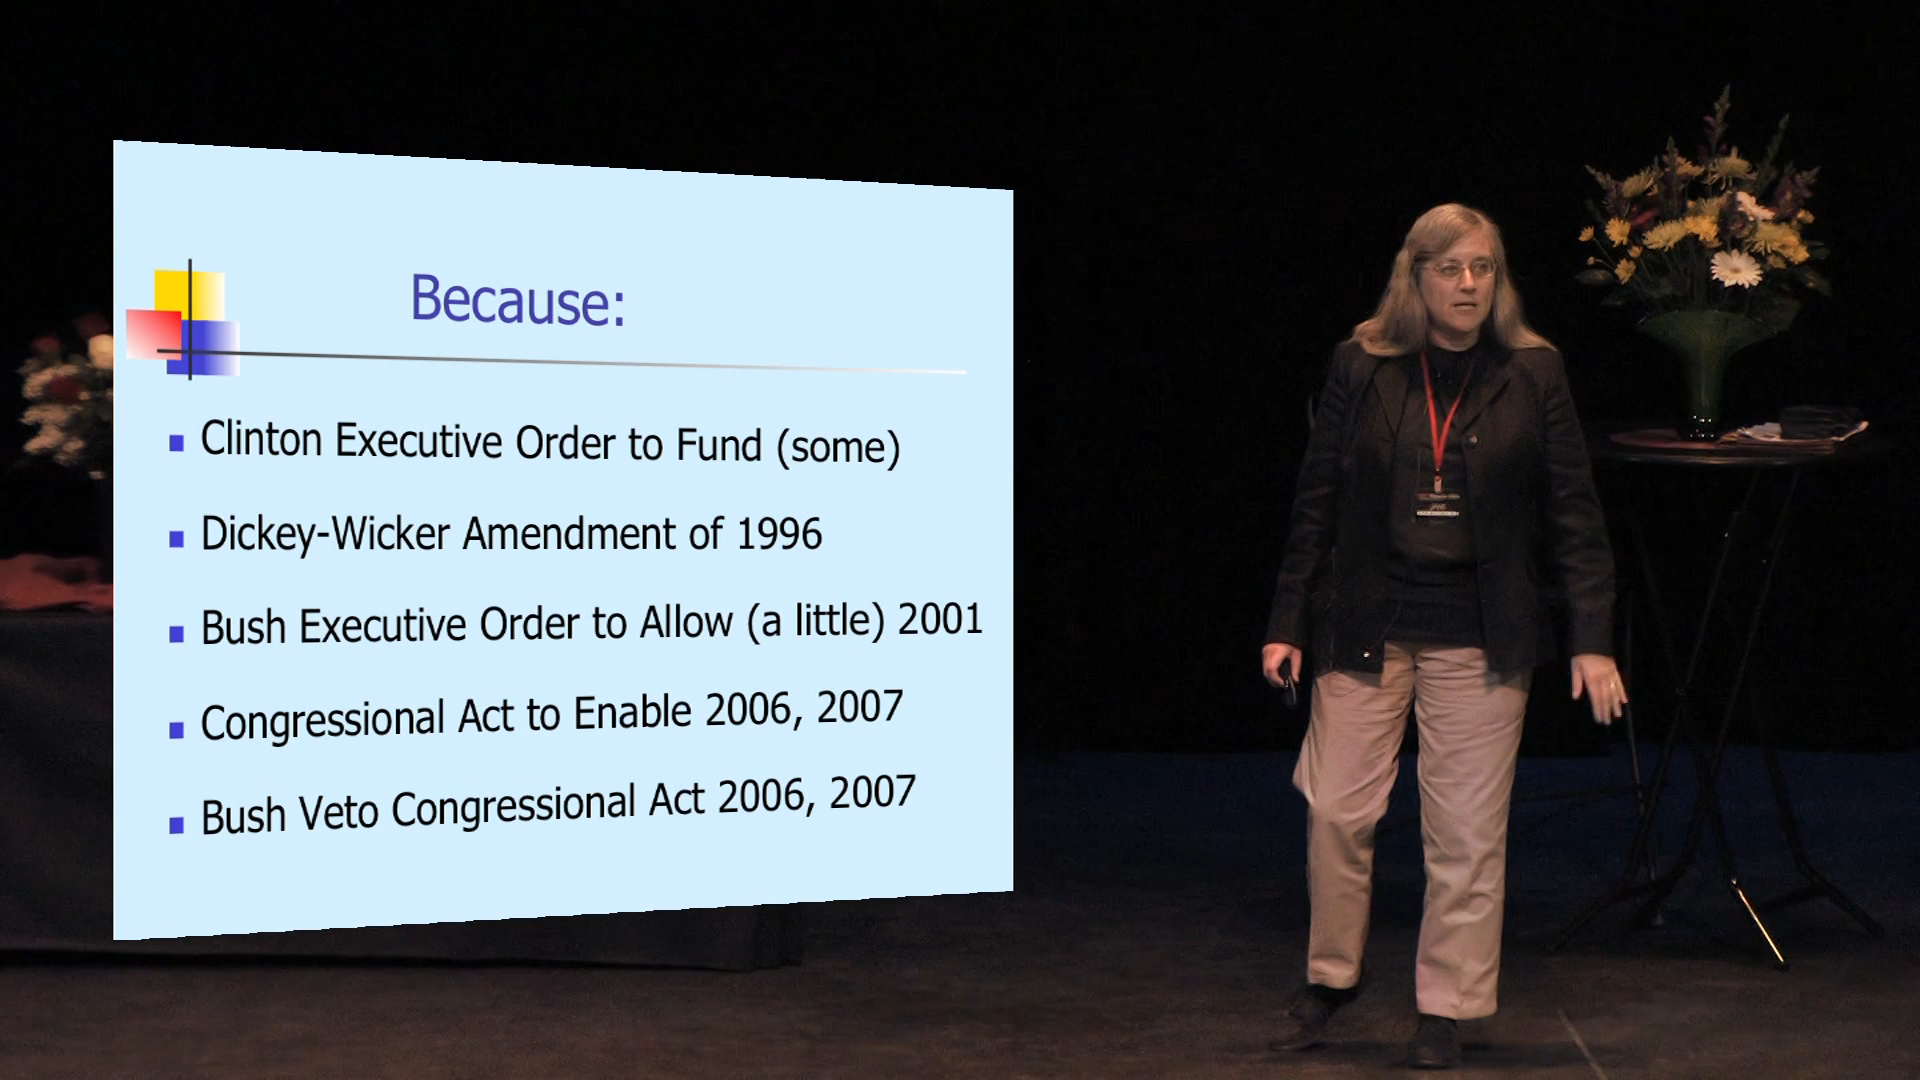 Because:
Clinton Executive Order to Fund (some)
Dickey-Wicker Amendment of 1996
Bush Executive Order to Allow (a little) 2001
Congressional Act to Enable 2006, 2007
Bush Veto Congressional Act 2006, 2007